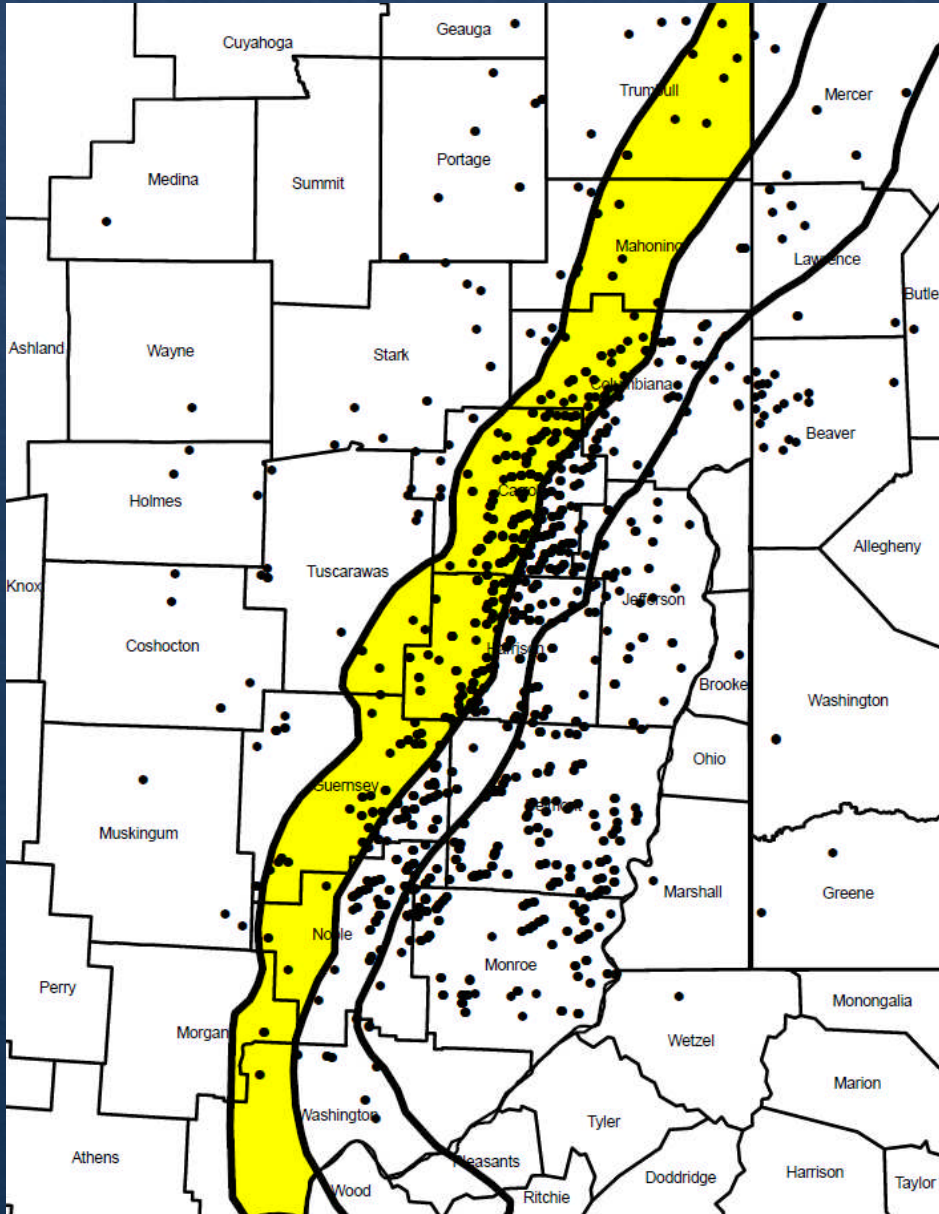 Cuyahoga
Geauga
Trumbull
Mercer
Medina
Summit
Portage
Mahoning
Lawrence
Butle
Ashland
Wayne
Stark
Columbiana
Beaver
Holmes
Carroll
Allegheny
Knox
Tuscarawas
Jefferson
Coshocton
Harrison
Brooke
Washington
Ohio
Guernsey
Belmont
Muskingum
Marshall
Greene
Noble
Monroe
Perry
Morgan
Monongalia
Wetzel
Marion
Washington
Tyler
Athens
Pleasants
Wood
Ritchie
Doddridge
Harrison
Taylor